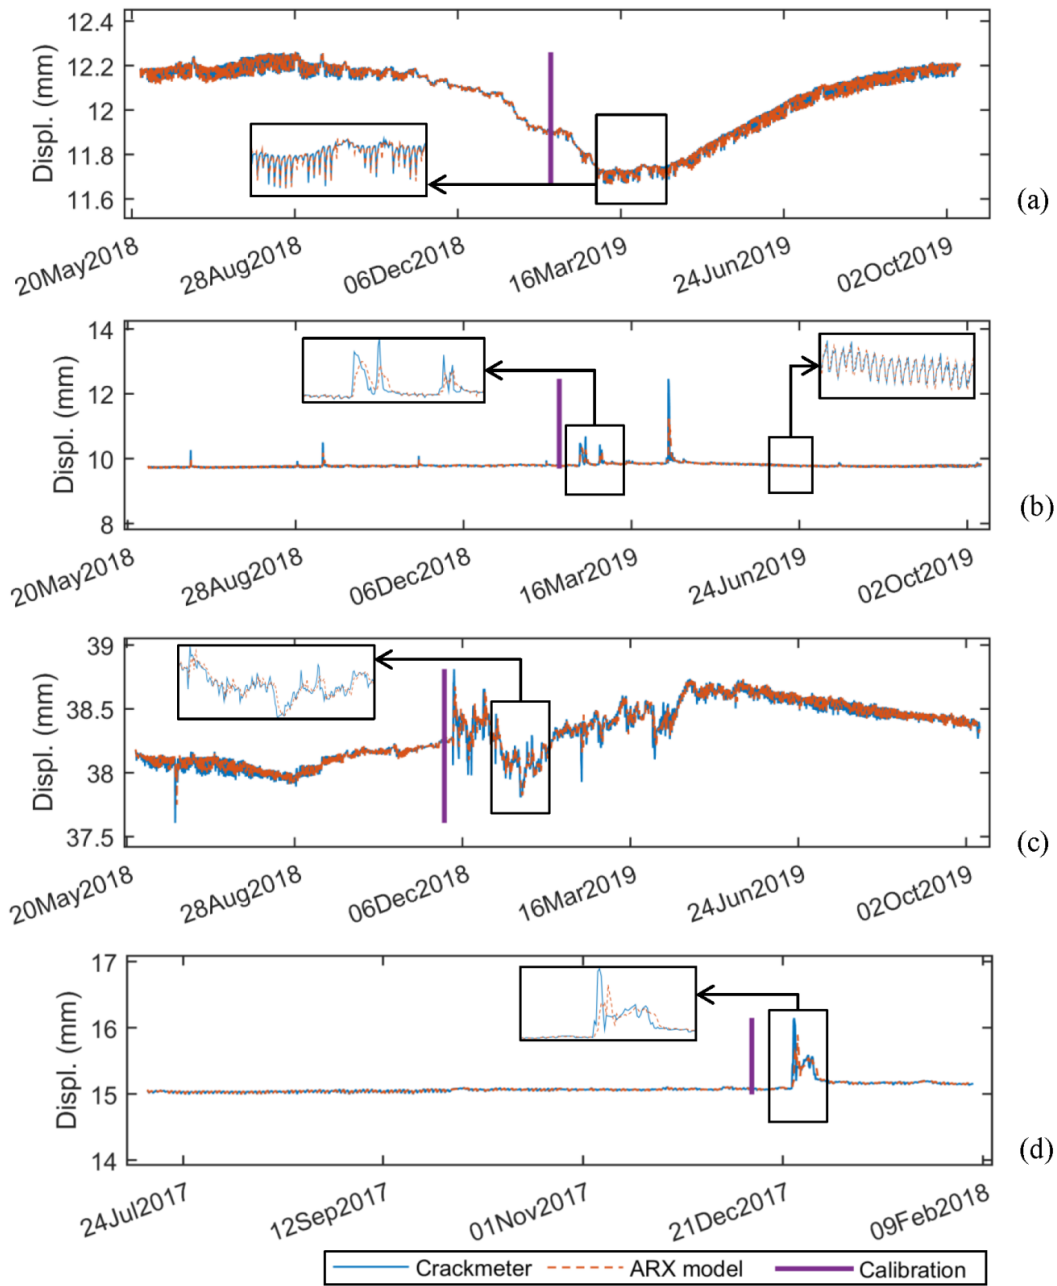 12.4
12.2
12
11.8
11.6
Displ. (mm)
20May2018
28Aug2018
06Dec2018
16Mar2019
24Jun2019
02Oct2019
(a)
14
12
10
8
Displ. (mm)
20May2018
28Aug2018
06Dec2018
16Mar2019
24Jun2019
02Oct2019
(b)
39
38.5
38
37.5
Displ. (mm)
20May2018
28Aug2018
06Dec2018
16Mar2019
24Jun2019
02Oct2019
(c)
17
16
15
14
Displ. (mm)
24Jul2017
12Sep2017
01Nov2017
21Dec2017
09Feb2018
(d)
Crackmeter ARX model Calibration